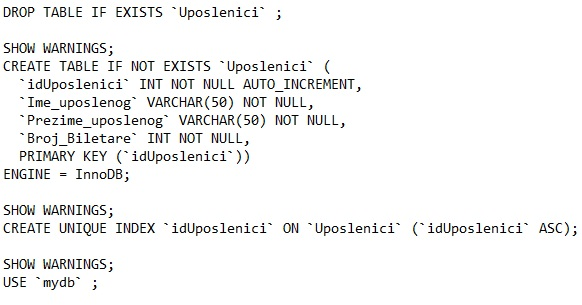 DROP TABLE IF EXISTS `Uposlenici` ;
SHOW WARNINGS;
CREATE TABLE IF NOT EXISTS `Uposlenici` (
`idUposlenici` INT NOT NULL AUTO_INCREMENT,
`Ime_uposlenog` VARCHAR(50) NOT NULL,
`Prezime_uposlenog` VARCHAR(50) NOT NULL,
`Broj_Biletare` INT NOT NULL,
PRIMARY KEY (`idUposlenici`))
ENGINE = InnoDB;
SHOW WARNINGS;
CREATE UNIQUE INDEX `idUposlenici` ON `Uposlenici` (`idUposlenici` ASC);
SHOW WARNINGS;
USE `mydb` ;